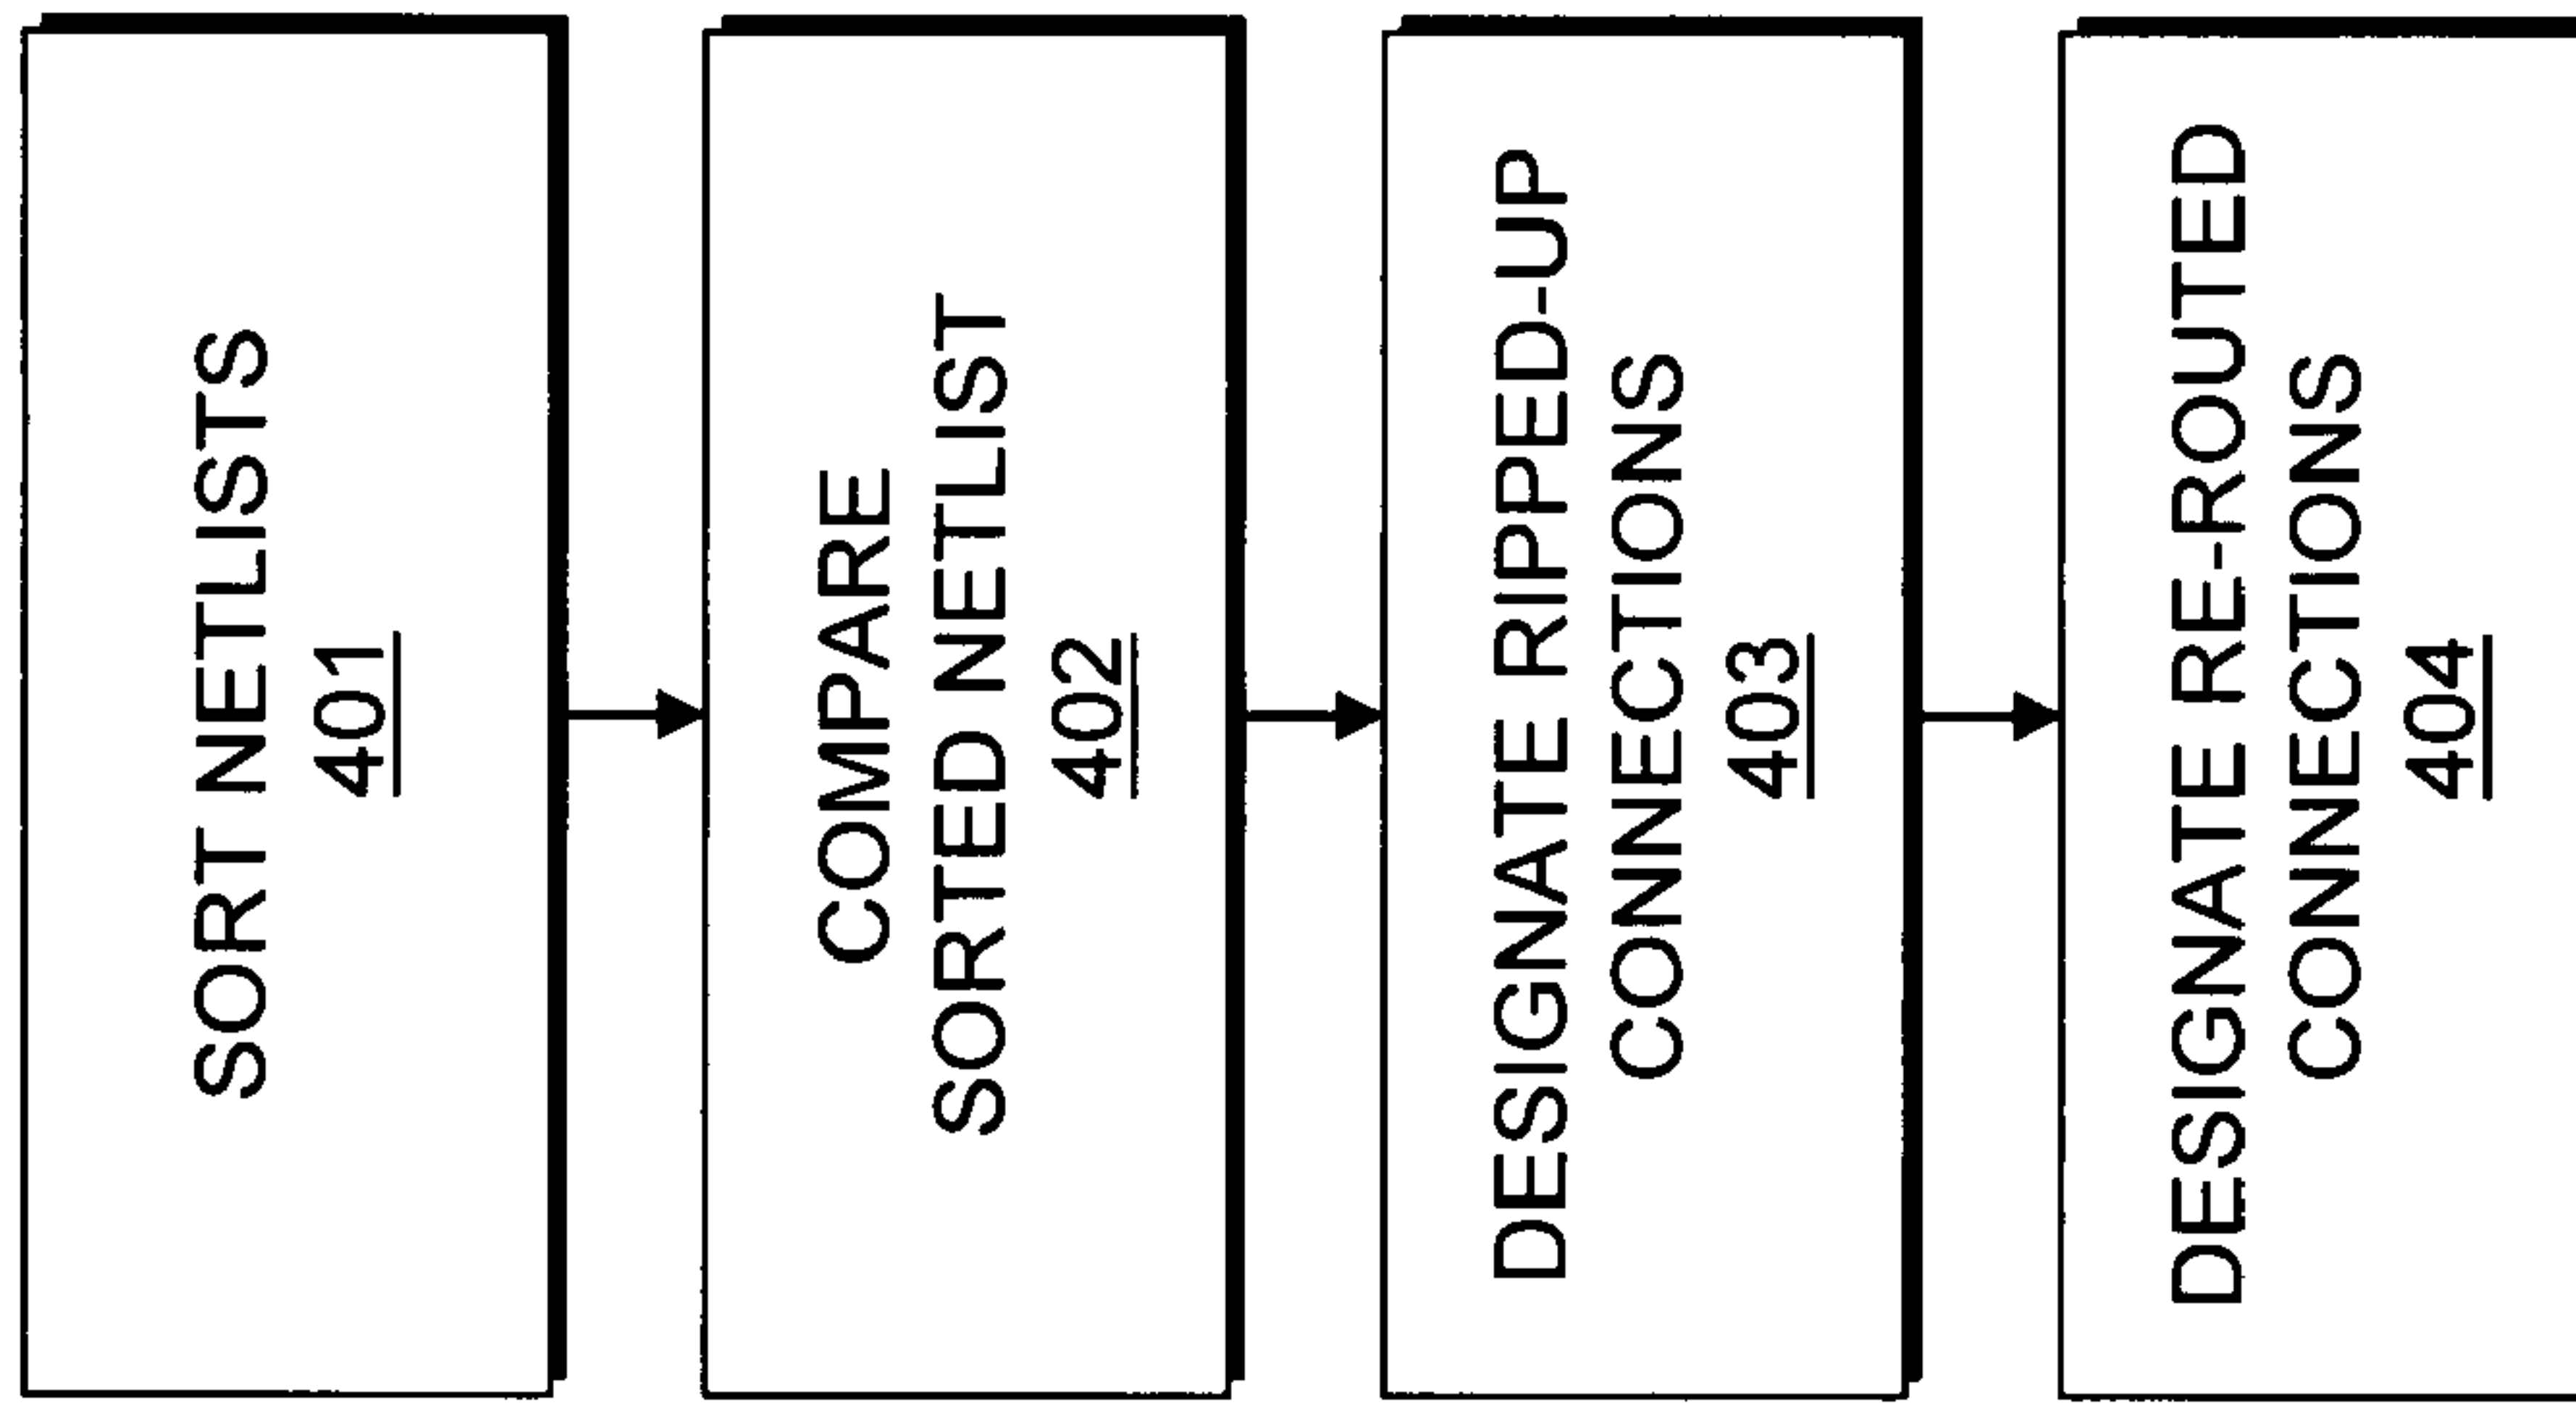 SORT NETLISTS
401
COMPARE
SORTED NETLIST
402
DESIGNATE RIPPED-UP
CONNECTIONS
403
DESIGNATE RE-ROUTED
CONNECTIONS
404